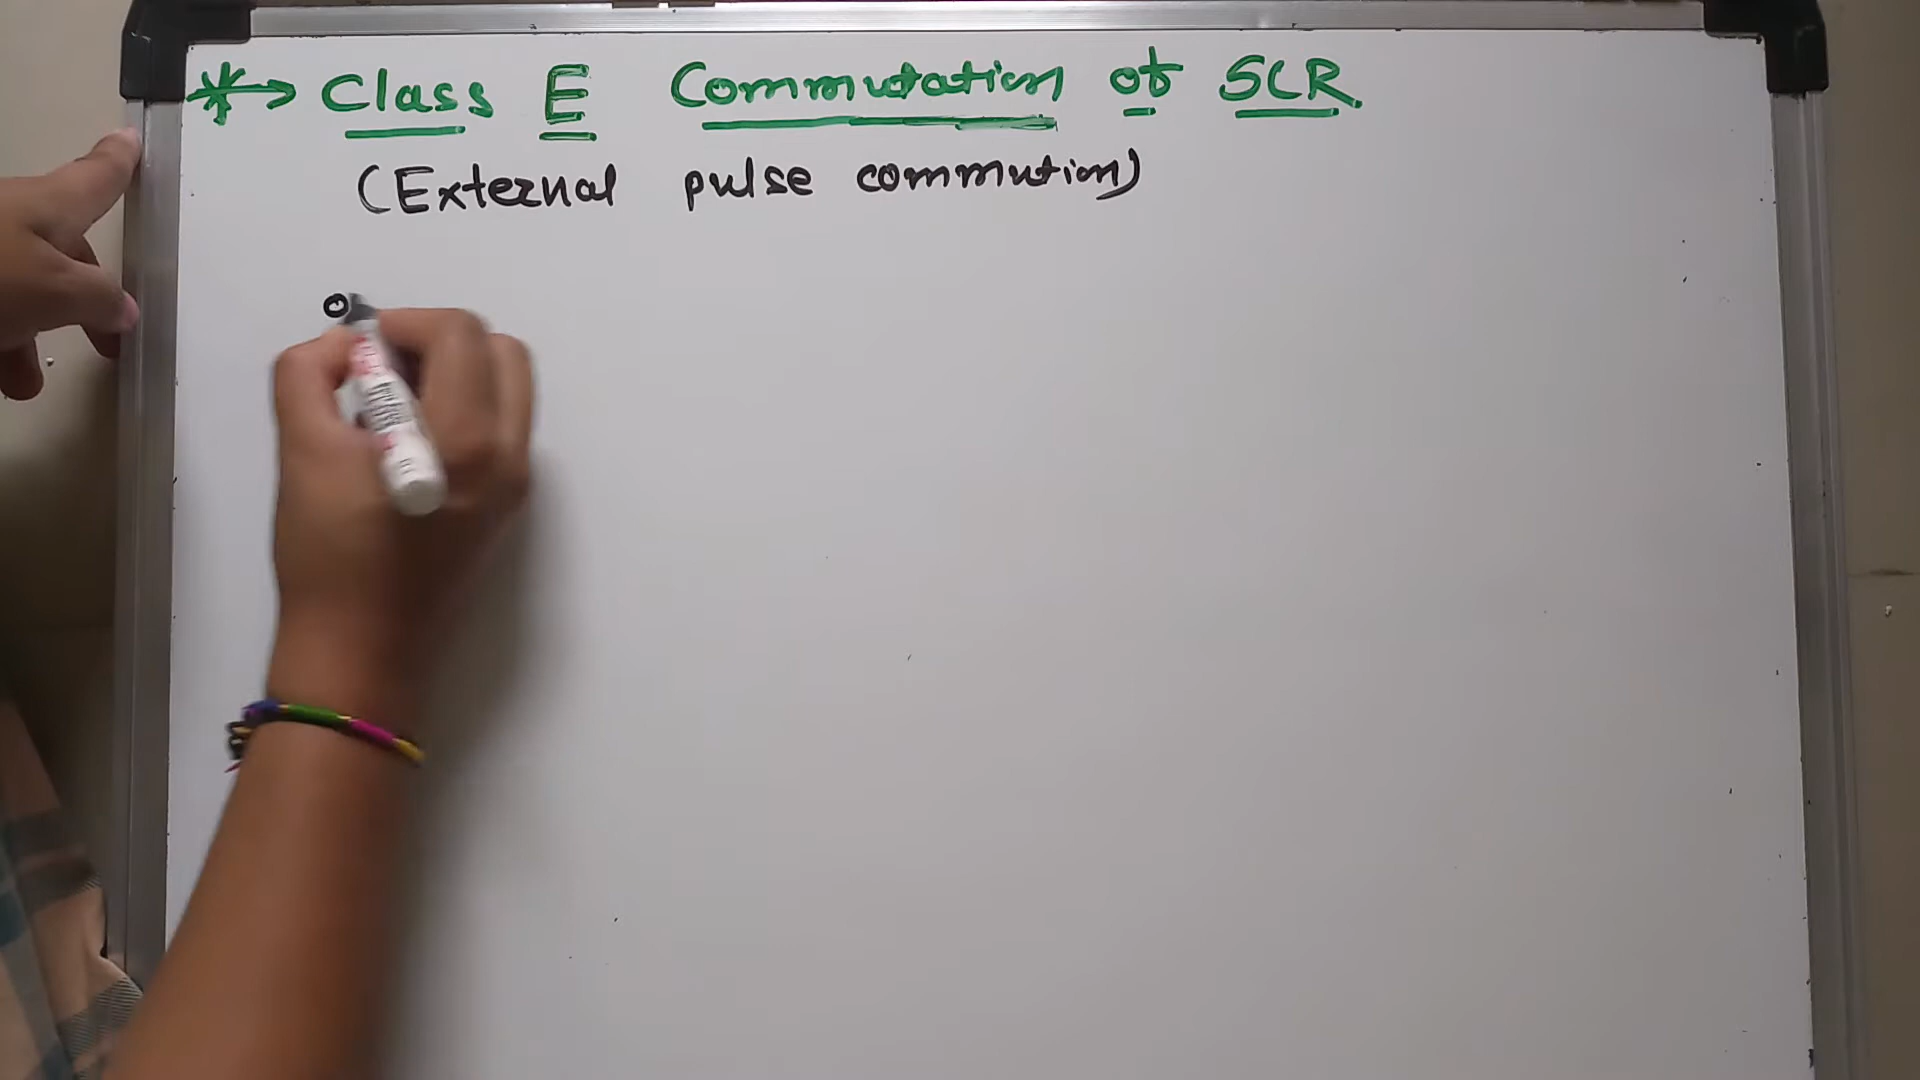 *→ Class E Commutation of SCR
(External pulse commution)